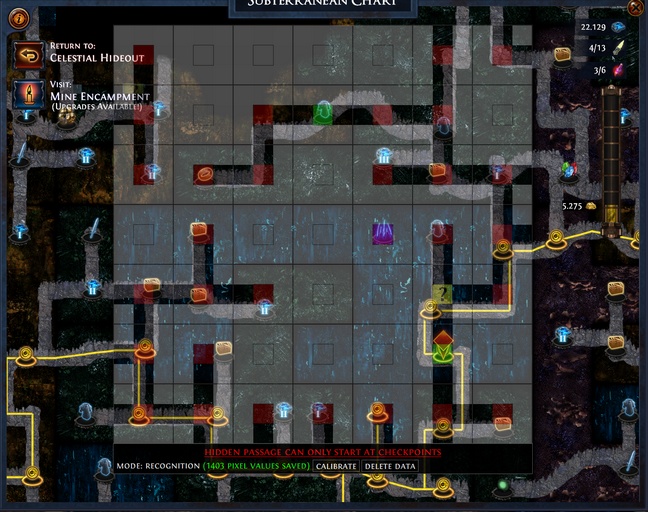 SUBTERRANEAN CHART
RETURN TO:
CELESTIAL HIDEOUT
VISIT:
MINE ENCAMPMENT
(UPGRADES AVAILABLE!)
22,129
4/13
3/6
5,275
?
HIDDEN PASSAGE CAN ONLY START AT CHECKPOINTS
MODE: RECOGNITION (1403 PIXEL VALUES SAVED) CALIBRATE DELETE DATA